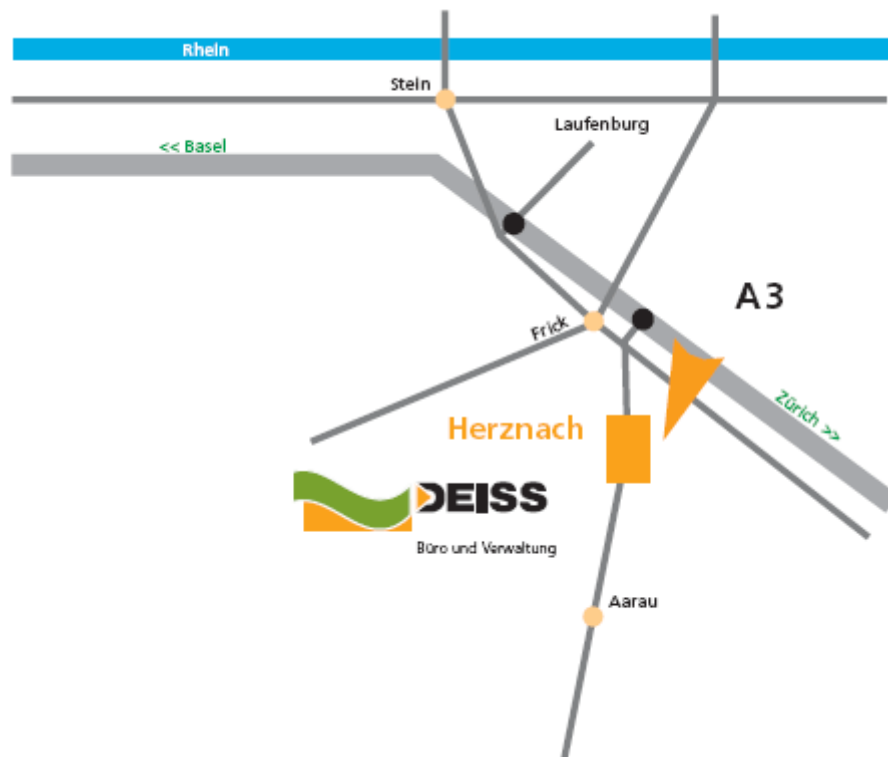 Rhein
Stein
Laufenburg
<< Basel
A3
Frick
Zürich >>
Herznach
DEISS
Büro und Verwaltung
Aarau